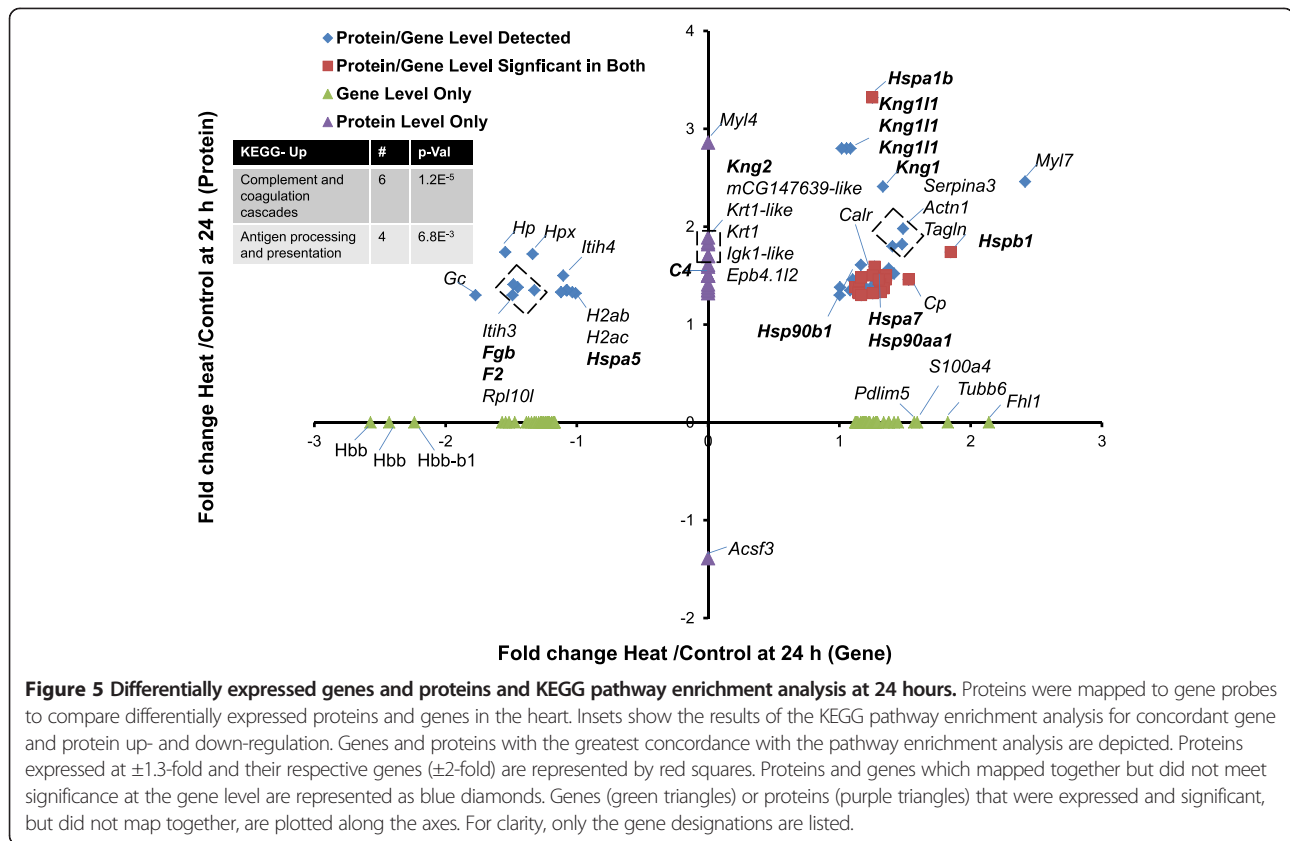 Protein/Gene Level Detected
Protein/Gene Level Signficant in Both
Gene Level Only
Protein Level Only
KEGG- Up # p-Val
Complement and coagulation cascades 6 1.2E-5
Antigen processing and presentation 4 6.8E-3
Fold change Heat /Control at 24 h (Protein)
4
3
2
1
0
-1
-2
-3
-2
-1
0
1
2
3
Hspa1b
Kng1l1
Kng1l1
Kng1l1
Kng1
Myl7
Serpina3
Actn1
Tagln
Calr
Hspb1
Cp
Hsp90b1
Hspa7
Hsp90aa1
Myl4
Kng2
mCG147639-like
Krt1-like
Krt1
Igk1-like
Epb4.1l2
C4
Hp
Hpx
Itih4
Gc
Itih3
Fgb
F2
Rpl10l
H2ab
H2ac
Hspa5
Pdlim5
S100a4
Tubb6
Fhl1
Hbb
Hbb
Hbb-b1
Acsf3
Fold change Heat /Control at 24 h (Gene)
Figure 5 Differentially expressed genes and proteins and KEGG pathway enrichment analysis at 24 hours. Proteins were mapped to gene probes
to compare differentially expressed proteins and genes in the heart. Insets show the results of the KEGG pathway enrichment analysis for concordant gene
and protein up- and down-regulation. Genes and proteins with the greatest concordance with the pathway enrichment analysis are depicted. Proteins
expressed at ±1.3-fold and their respective genes (±2-fold) are represented by red squares. Proteins and genes which mapped together but did not meet
significance at the gene level are represented as blue diamonds. Genes (green triangles) or proteins (purple triangles) that were expressed and significant,
but did not map together, are plotted along the axes. For clarity, only the gene designations are listed.